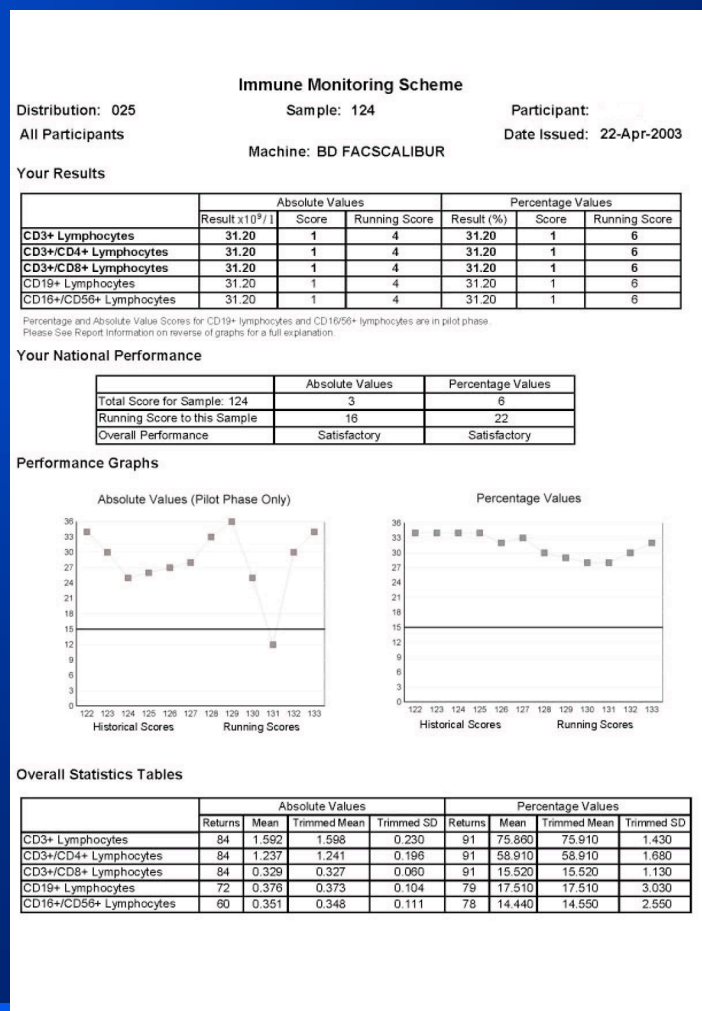 Immune Monitoring Scheme
Distribution: 025 Sample: 124 Participant:
All Participants Date Issued: 22-Apr-2003
Machine: BD FACSCALIBUR
Your Results
Absolute Values Percentage Values
Result x10⁹/l Score Running Score Result (%) Score Running Score
CD3+ Lymphocytes 31.20 1 4 31.20 1 6
CD3+/CD4+ Lymphocytes 31.20 1 4 31.20 1 6
CD3+/CD8+ Lymphocytes 31.20 1 4 31.20 1 6
CD19+ Lymphocytes 31.20 1 4 31.20 1 6
CD16+/CD56+ Lymphocytes 31.20 1 4 31.20 1 6
Percentage and Absolute Value Scores for CD19+ lymphocytes and CD16/56+ lymphocytes are in pilot phase.
Please See Report Information on reverse of graphs for a full explanation.
Your National Performance
Absolute Values Percentage Values
Total Score for Sample: 124 3 6
Running Score to this Sample 16 22
Overall Performance Satisfactory Satisfactory
Performance Graphs
Absolute Values (Pilot Phase Only)
36
33
30
27
24
21
18
15
12
9
6
3
0
122 123 124 125 126 127 128 129 130 131 132 133
Historical Scores Running Scores
Percentage Values
36
33
30
27
24
21
18
15
12
9
6
3
0
122 123 124 125 126 127 128 129 130 131 132 133
Historical Scores Running Scores
Overall Statistics Tables
Absolute Values Percentage Values
Returns Mean Trimmed Mean Trimmed SD Returns Mean Trimmed Mean Trimmed SD
CD3+ Lymphocytes 84 1.592 1.598 0.230 91 75.860 75.910 1.430
CD3+/CD4+ Lymphocytes 84 1.237 1.241 0.196 91 58.910 58.910 1.680
CD3+/CD8+ Lymphocytes 84 0.329 0.327 0.060 91 15.520 15.520 1.130
CD19+ Lymphocytes 72 0.376 0.373 0.104 79 17.510 17.510 3.030
CD16+/CD56+ Lymphocytes 60 0.351 0.348 0.111 78 14.440 14.550 2.550